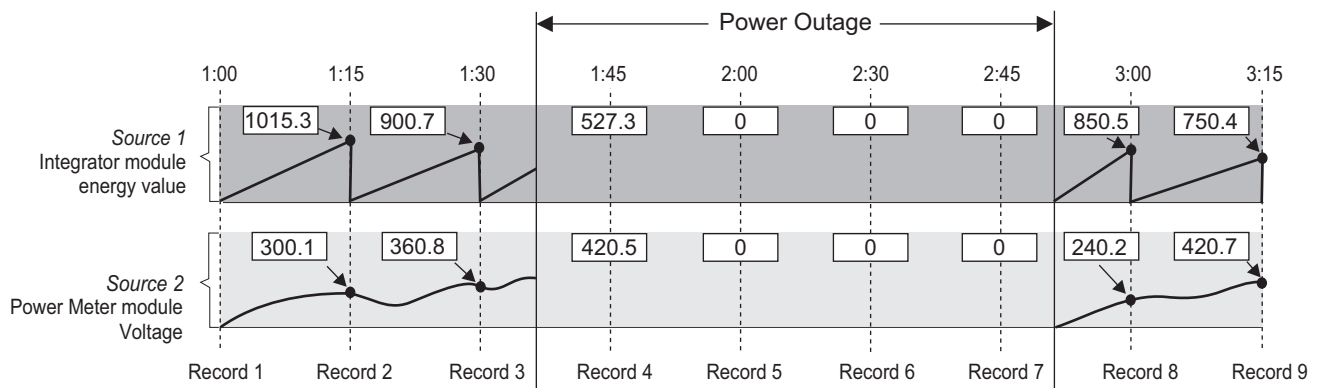 Power Outage
1:00 1:15 1:30 1:45 2:00 2:30 2:45 3:00 3:15
1015.3 900.7 527.3 0 0 0 850.5 750.4
Source 1
Integrator module
energy value
300.1 360.8 420.5 0 0 0 240.2 420.7
Source 2
Power Meter module
Voltage
Record 1 Record 2 Record 3 Record 4 Record 5 Record 6 Record 7 Record 8 Record 9